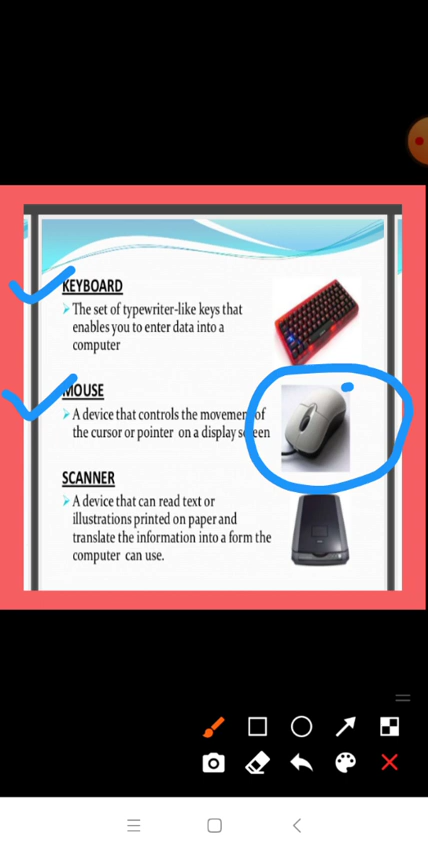 KEYBOARD
The set of typewriter-like keys that
enables you to enter data into a
computer
MOUSE
A device that controls the movement of
the cursor or pointer on a display screen
SCANNER
A device that can read text or
illustrations printed on paper and
translate the information into a form the
computer can use.